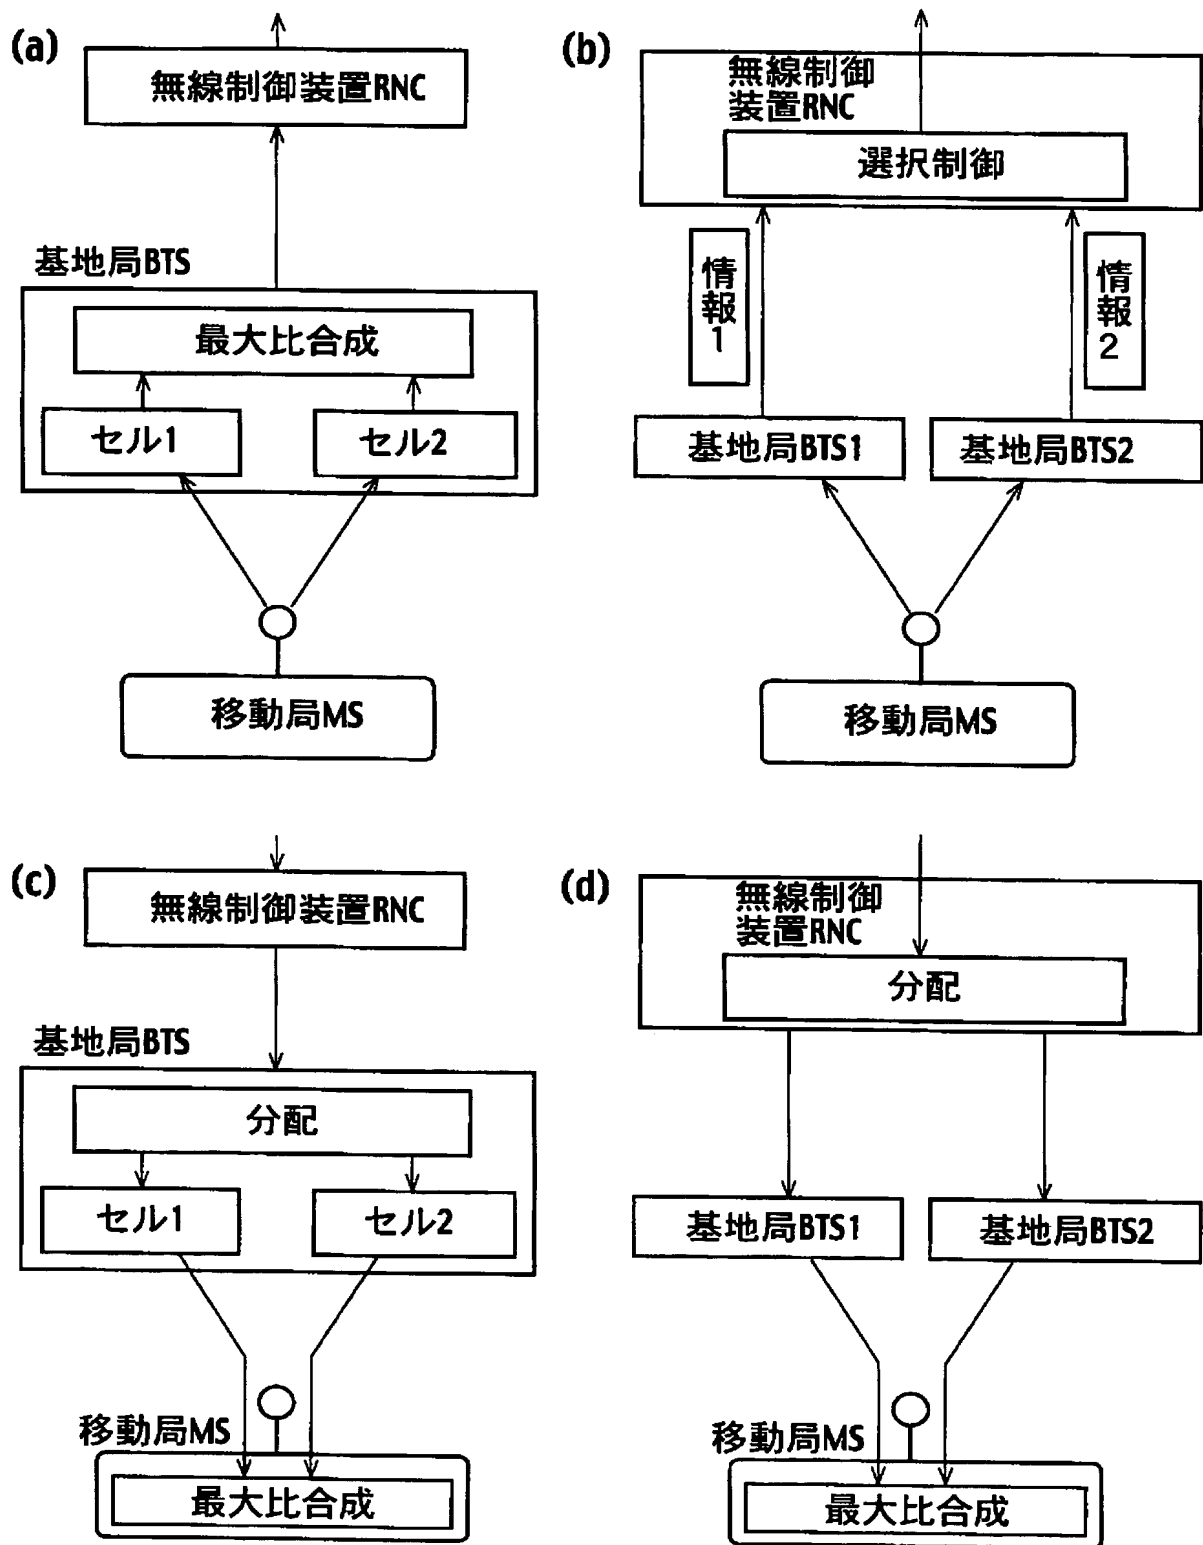 (a)
無線制御装置RNC
基地局BTS
最大比合成
セル1
セル2
移動局MS
(b)
無線制御
装置RNC
選択制御
情報1
情報2
基地局BTS1
基地局BTS2
移動局MS
(c)
無線制御装置RNC
基地局BTS
分配
セル1
セル2
移動局MS
最大比合成
(d)
無線制御
装置RNC
分配
基地局BTS1
基地局BTS2
移動局MS
最大比合成